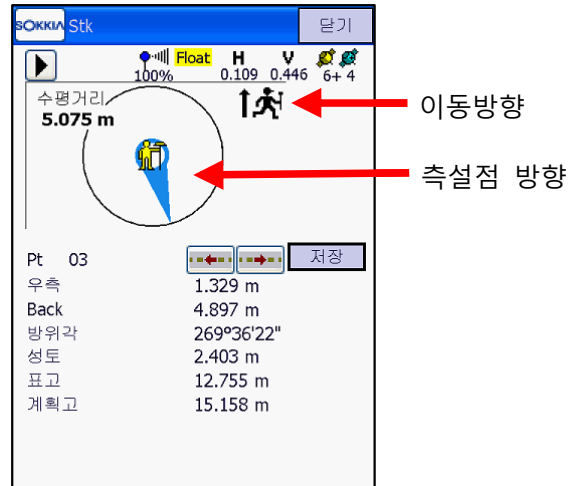 SOKKIA Stk 닫기
Float H V
100% 0.109 0.446 6+ 4
수평거리
5.075 m
이동방향
측설점 방향
Pt 03 저장
우측 1.329 m
Back 4.897 m
방위각 269°36'22"
성토 2.403 m
표고 12.755 m
계획고 15.158 m